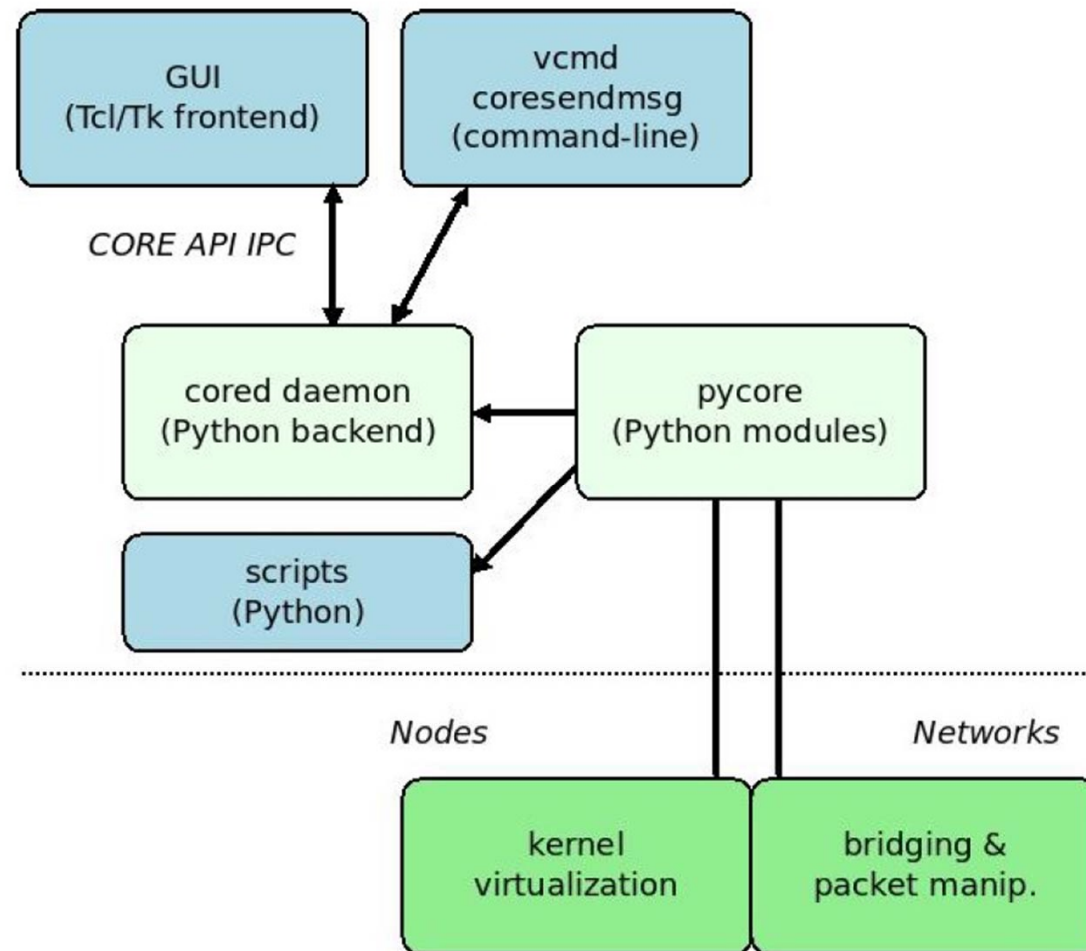 GUI
(Tcl/Tk frontend)
vcmd
coresendmsg
(command-line)
CORE API IPC
cored daemon
(Python backend)
pycore
(Python modules)
scripts
(Python)
Nodes
Networks
kernel
virtualization
bridging &
packet manip.